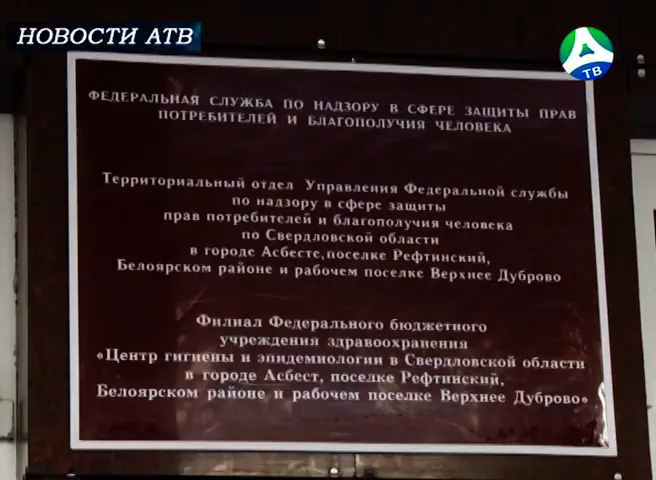 НОВОСТИ АТВ
ТВ
ФЕДЕРАЛЬНАЯ СЛУЖБА ПО НАДЗОРУ В СФЕРЕ ЗАЩИТЫ ПРАВ
ПОТРЕБИТЕЛЕЙ И БЛАГОПОЛУЧИЯ ЧЕЛОВЕКА
Территориальный отдел Управления Федеральной службы
по надзору в сфере защиты
прав потребителей и благополучия человека
по Свердловской области
в городе Асбесте, поселке Рефтинский,
Белоярском районе и рабочем поселке Верхнее Дуброво
Филиал Федерального бюджетного
учреждения здравоохранения
«Центр гигиены и эпидемиологии в Свердловской области
в городе Асбест, поселке Рефтинский,
Белоярском районе и рабочем поселке Верхнее Дуброво»